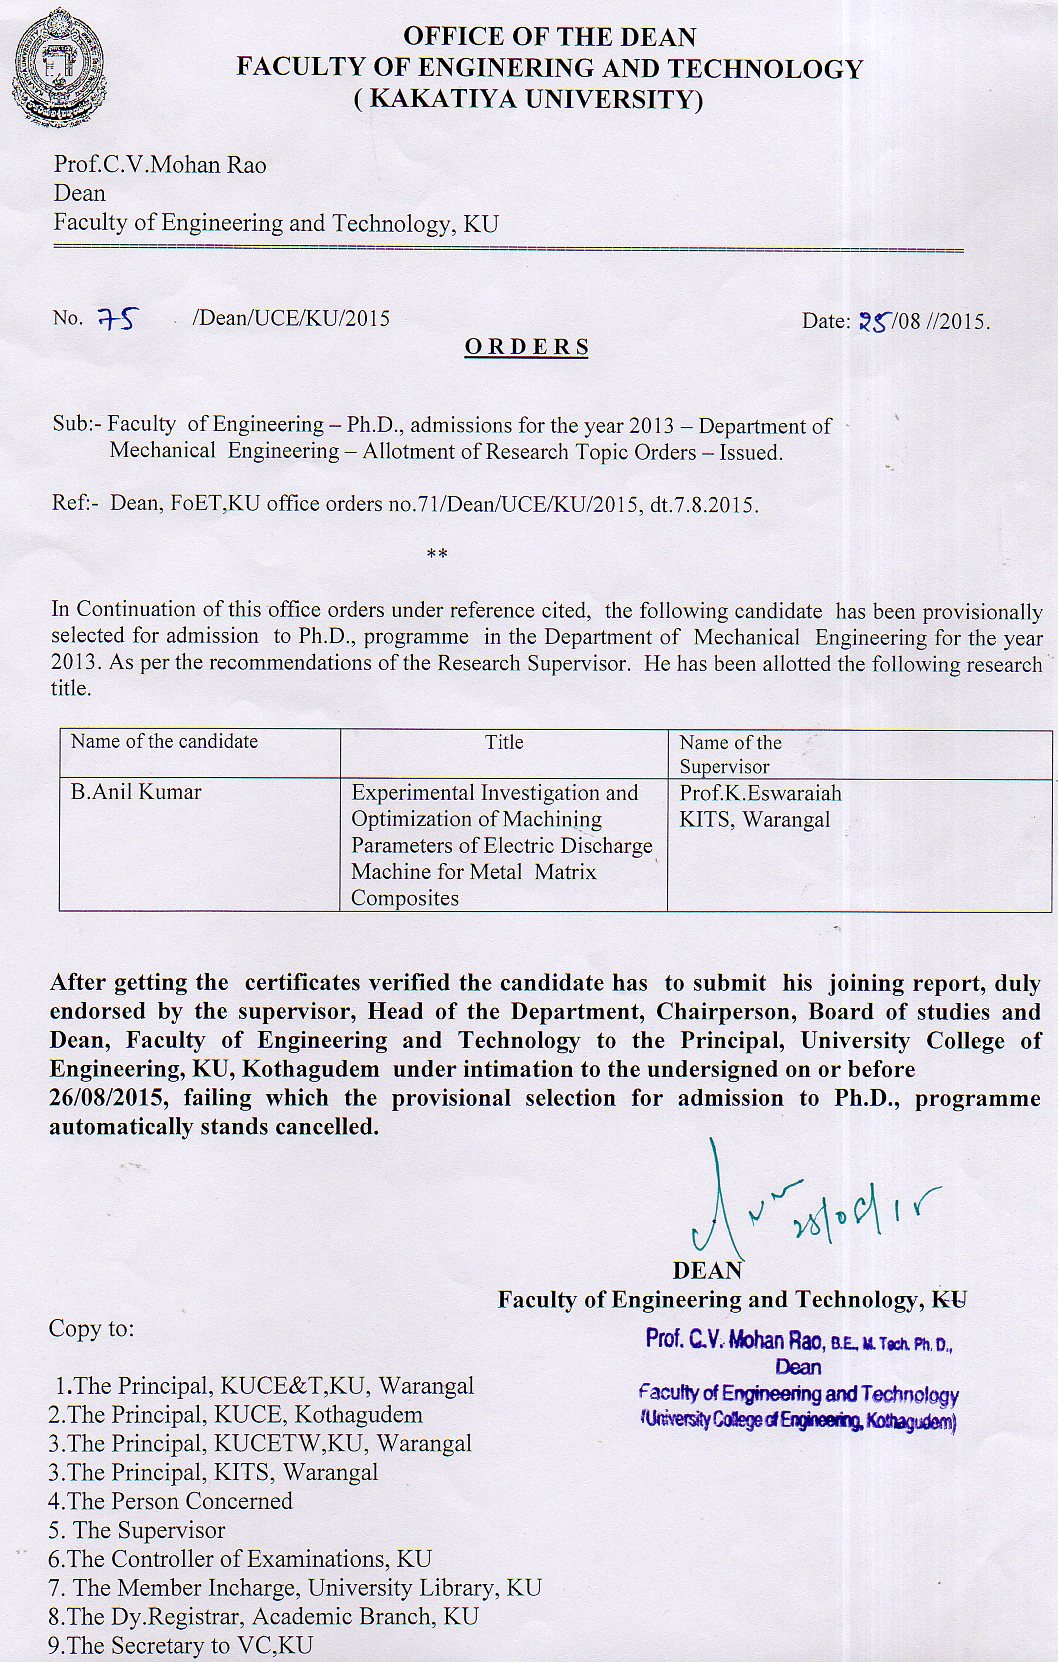 OFFICE OF THE DEAN
FACULTY OF ENGINERING AND TECHNOLOGY
( KAKATIYA UNIVERSITY)
Prof.C.V.Mohan Rao
Dean
Faculty of Engineering and Technology, KU
No. 75 /Dean/UCE/KU/2015 Date: 25/08 //2015.
O R D E R S
Sub:- Faculty of Engineering – Ph.D., admissions for the year 2013 – Department of
Mechanical Engineering – Allotment of Research Topic Orders – Issued.
Ref:- Dean, FoET,KU office orders no.71/Dean/UCE/KU/2015, dt.7.8.2015.
**
In Continuation of this office orders under reference cited, the following candidate has been provisionally
selected for admission to Ph.D., programme in the Department of Mechanical Engineering for the year
2013. As per the recommendations of the Research Supervisor. He has been allotted the following research
title.
Name of the candidate Title Name of the
Supervisor
B.Anil Kumar Experimental Investigation and Prof.K.Eswaraiah
Optimization of Machining KITS, Warangal
Parameters of Electric Discharge
Machine for Metal Matrix
Composites
After getting the certificates verified the candidate has to submit his joining report, duly
endorsed by the supervisor, Head of the Department, Chairperson, Board of studies and
Dean, Faculty of Engineering and Technology to the Principal, University College of
Engineering, KU, Kothagudem under intimation to the undersigned on or before
26/08/2015, failing which the provisional selection for admission to Ph.D., programme
automatically stands cancelled.
25/08/15
DEAN
Faculty of Engineering and Technology, KU
Prof. C.V. Mohan Rao, B.E., M. Tech. Ph. D.,
Dean
Faculty of Engineering and Technology
(University College of Engineering, Kothagudem)
Copy to:
1.The Principal, KUCE&T,KU, Warangal
2.The Principal, KUCE, Kothagudem
3.The Principal, KUCETW,KU, Warangal
3.The Principal, KITS, Warangal
4.The Person Concerned
5. The Supervisor
6.The Controller of Examinations, KU
7. The Member Incharge, University Library, KU
8.The Dy.Registrar, Academic Branch, KU
9.The Secretary to VC,KU